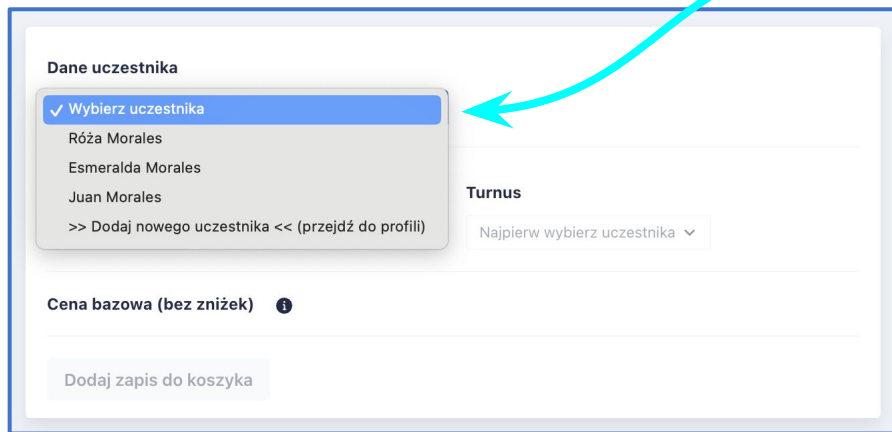 Dane uczestnika
✓ Wybierz uczestnika
Róża Morales
Esmeralda Morales
Juan Morales
>> Dodaj nowego uczestnika << (przejdź do profili)
Turnus
Najpierw wybierz uczestnika
Cena bazowa (bez zniżek)
Dodaj zapis do koszyka